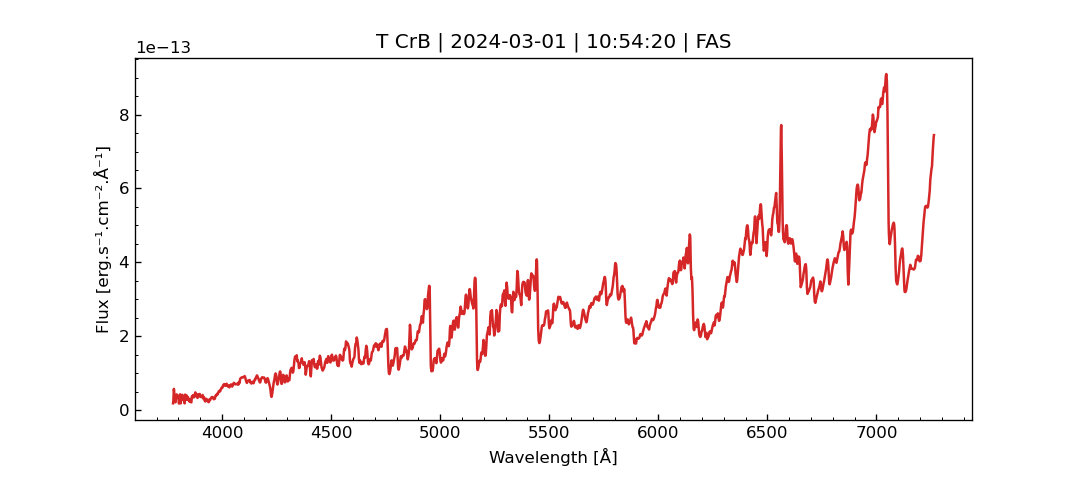 T CrB | 2024-03-01 | 10:54:20 | FAS
1e−13
8
6
4
2
0
Flux [erg.s⁻¹.cm⁻².Å⁻¹]
4000 4500 5000 5500 6000 6500 7000
Wavelength [Å]